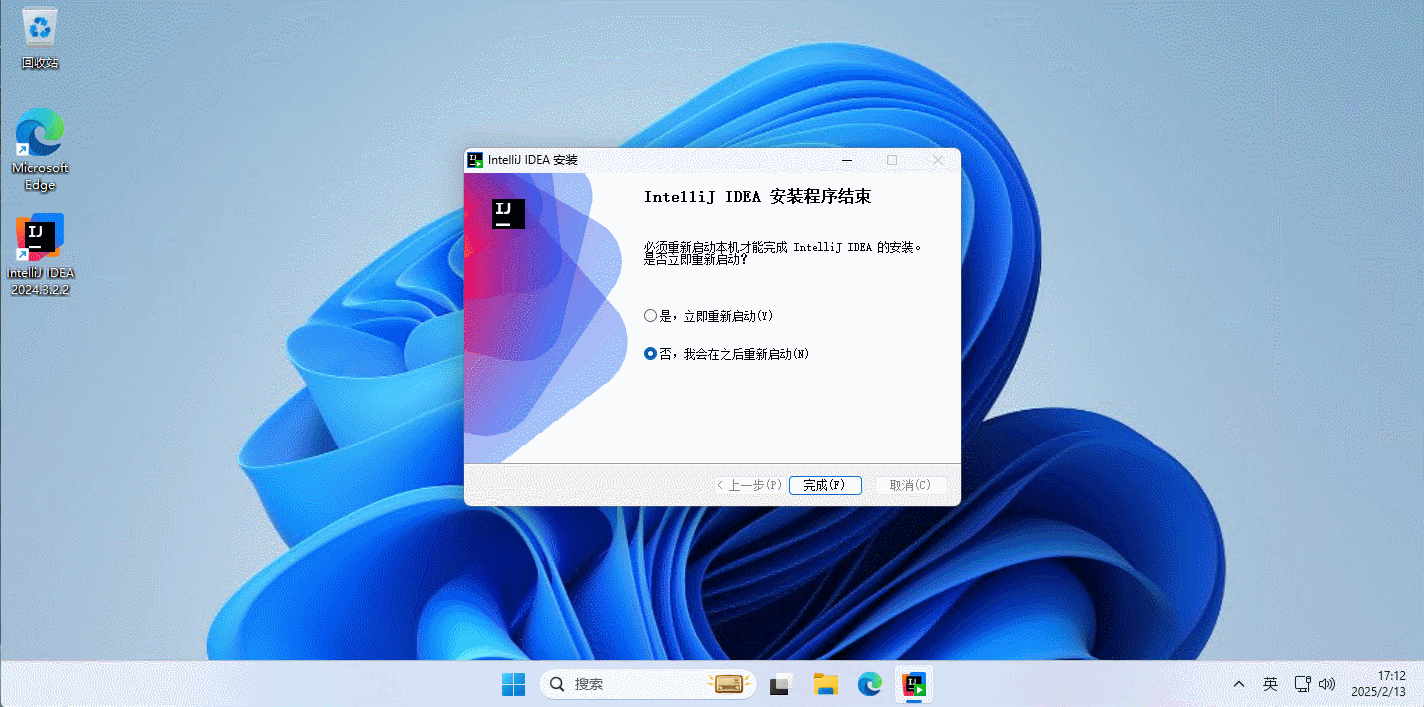 回收站
Microsoft
Edge
IJ
IntelliJ IDEA
2024.3.2.2
IJ
IntelliJ IDEA 安装
IJ
IntelliJ IDEA 安装程序结束
必须重新启动本机才能完成 IntelliJ IDEA 的安装。
是否立即重新启动?
是，立即重新启动(Y)
否，我会在之后重新启动(N)
< 上一步(P)
完成(F)
取消(C)
搜索
IJ
英
17:12
2025/2/13